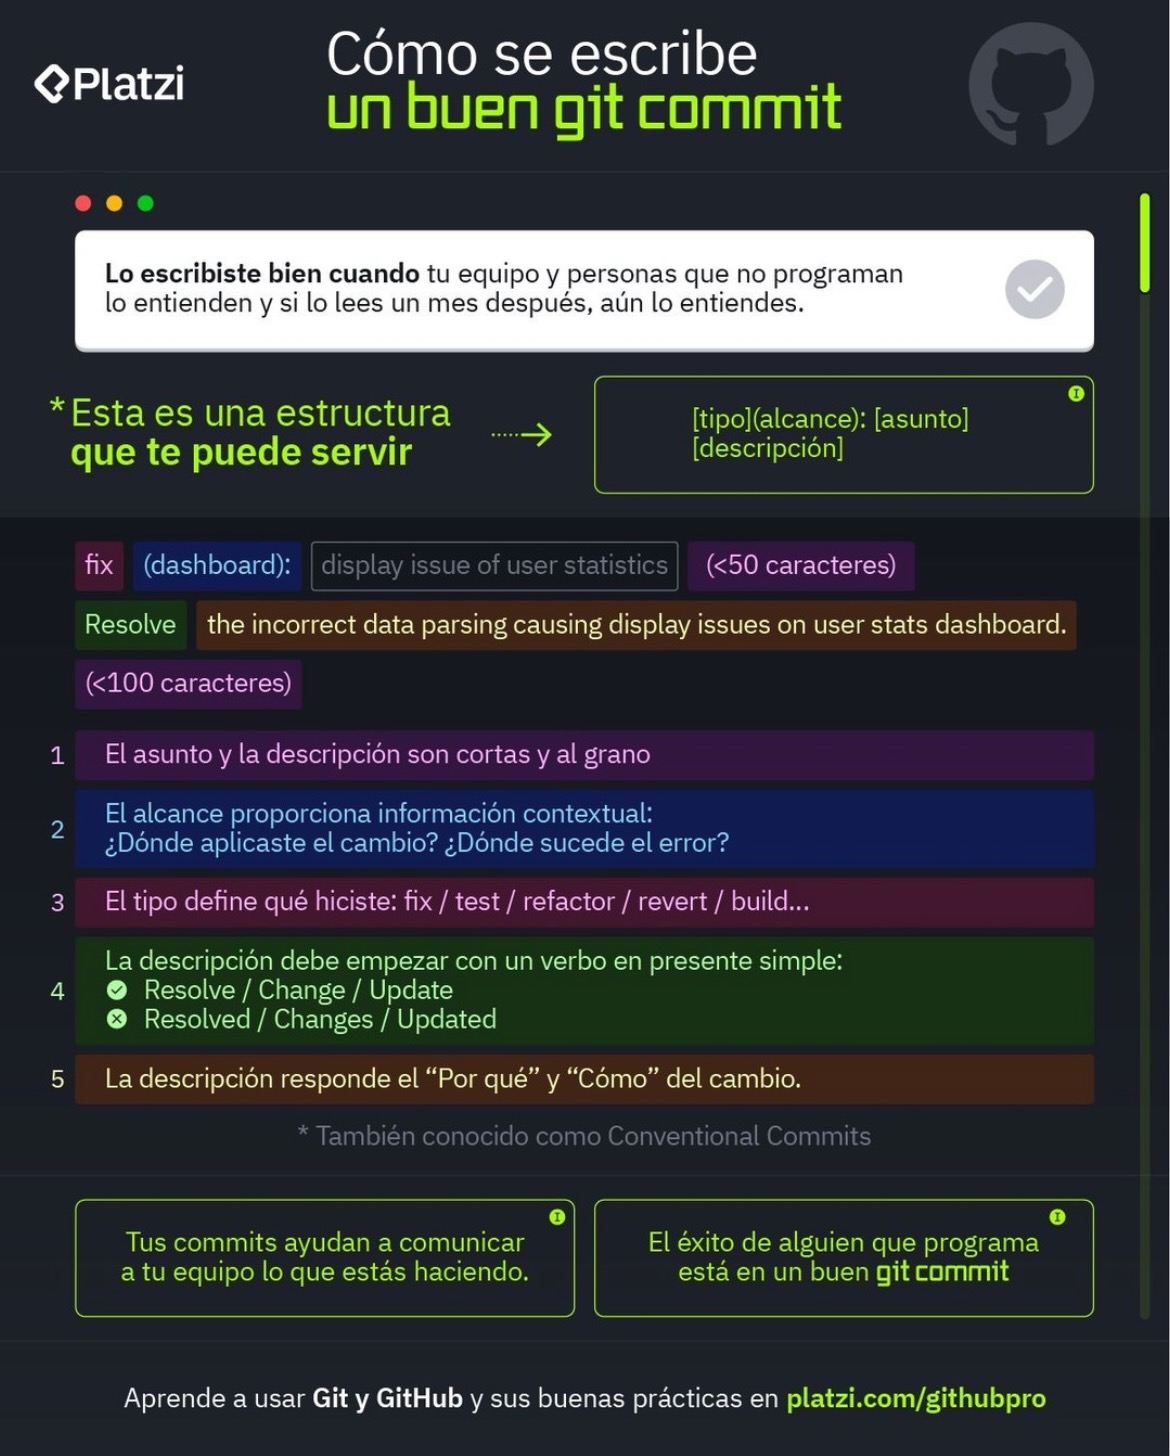 Platzi
Cómo se escribe
un buen git commit
Lo escribiste bien cuando tu equipo y personas que no programan
lo entienden y si lo lees un mes después, aún lo entiendes.
* Esta es una estructura
que te puede servir
[tipo](alcance): [asunto]
[descripción]
fix (dashboard): display issue of user statistics (<50 caracteres)
Resolve the incorrect data parsing causing display issues on user stats dashboard.
(<100 caracteres)
1 El asunto y la descripción son cortas y al grano
2 El alcance proporciona información contextual:
¿Dónde aplicaste el cambio? ¿Dónde sucede el error?
3 El tipo define qué hiciste: fix / test / refactor / revert / build...
4 La descripción debe empezar con un verbo en presente simple:
Resolve / Change / Update
Resolved / Changes / Updated
5 La descripción responde el “Por qué” y “Cómo” del cambio.
* También conocido como Conventional Commits
Tus commits ayudan a comunicar
a tu equipo lo que estás haciendo.
El éxito de alguien que programa
está en un buen git commit
Aprende a usar Git y GitHub y sus buenas prácticas en platzi.com/githubpro